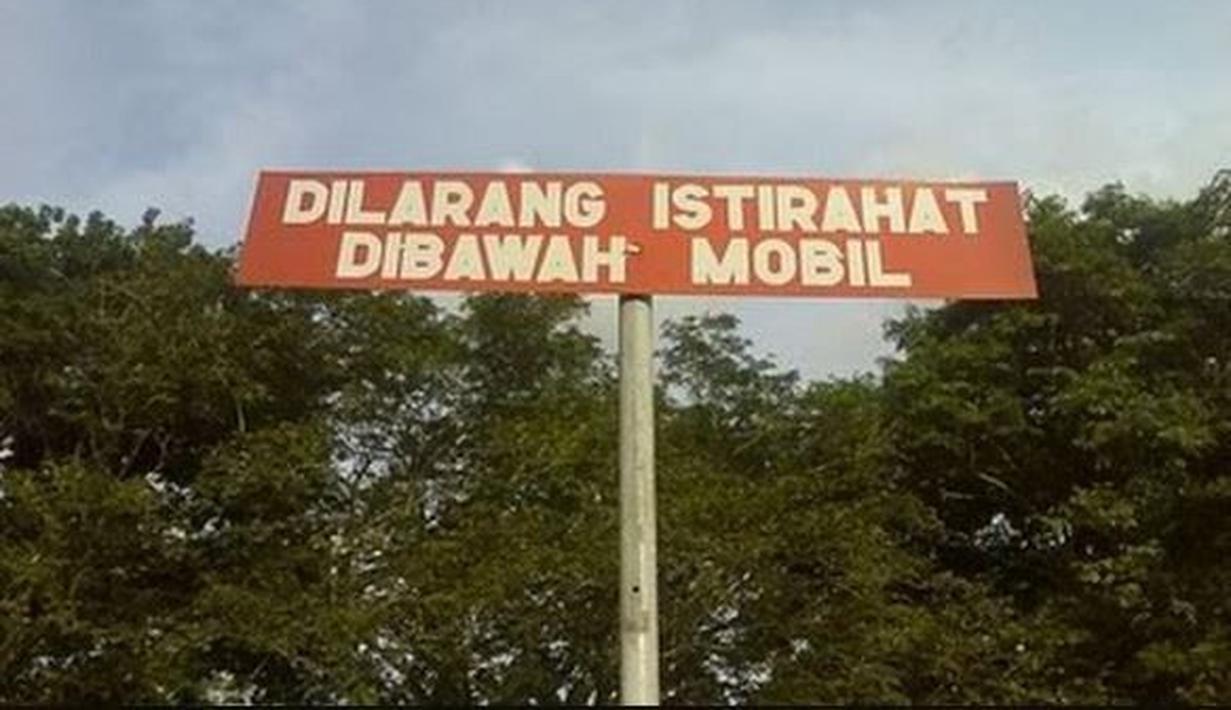 DILARANG ISTIRAHAT
DIBAWAH MOBIL